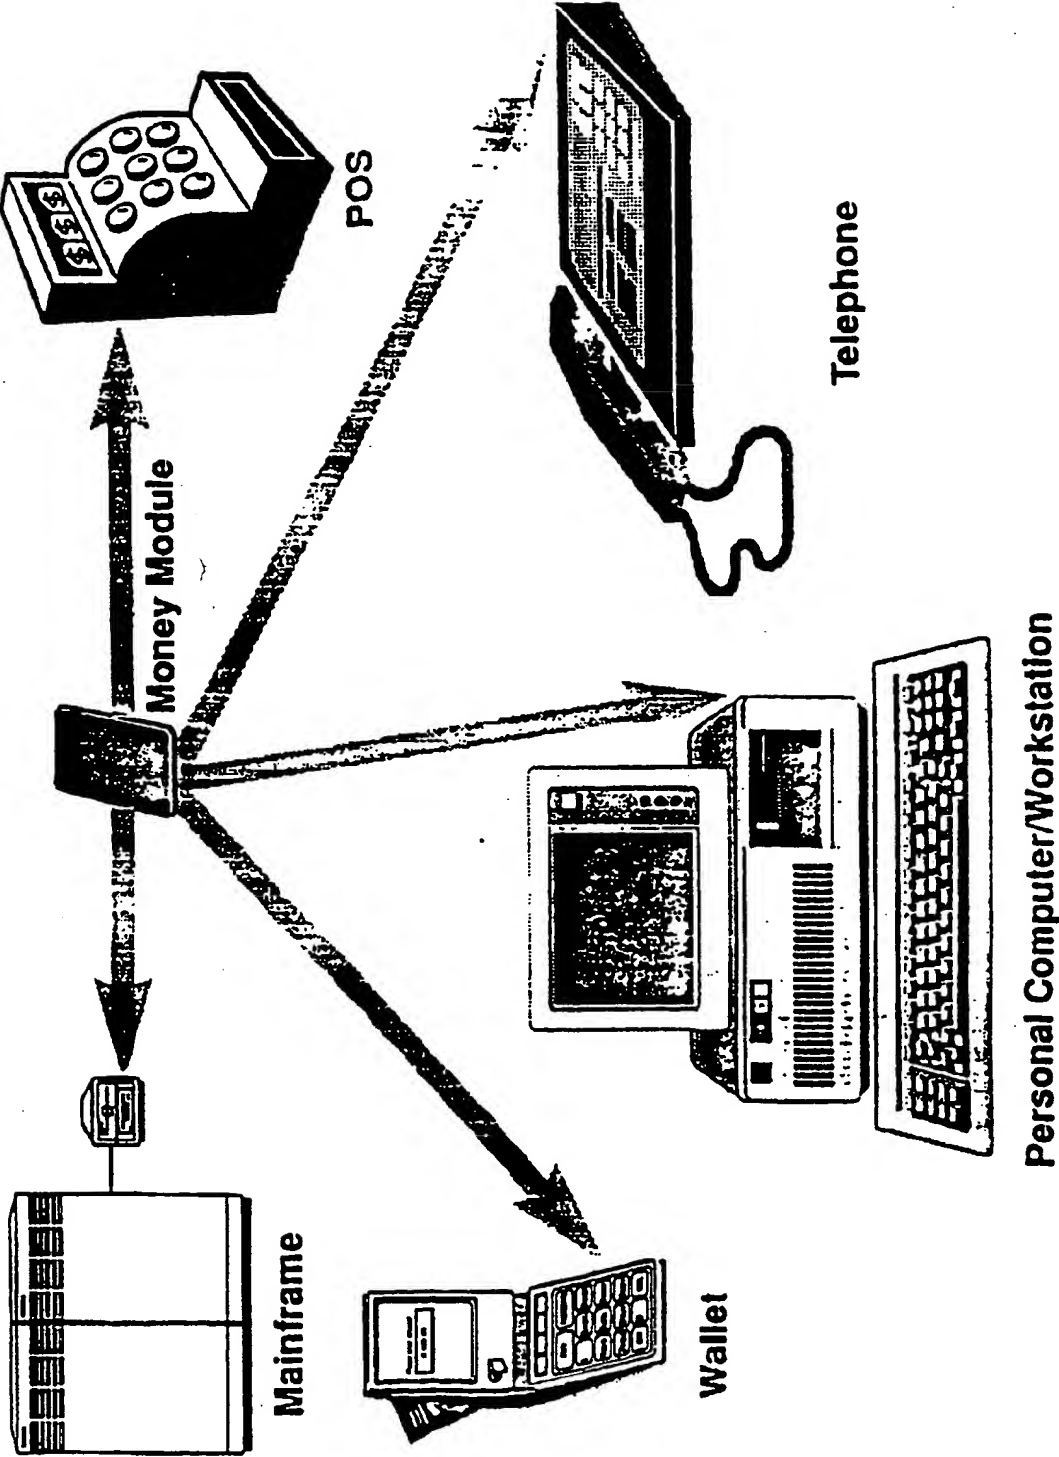 Mainframe
Money Module
POS
$ $ $
Wallet
Telephone
Personal Computer/Workstation